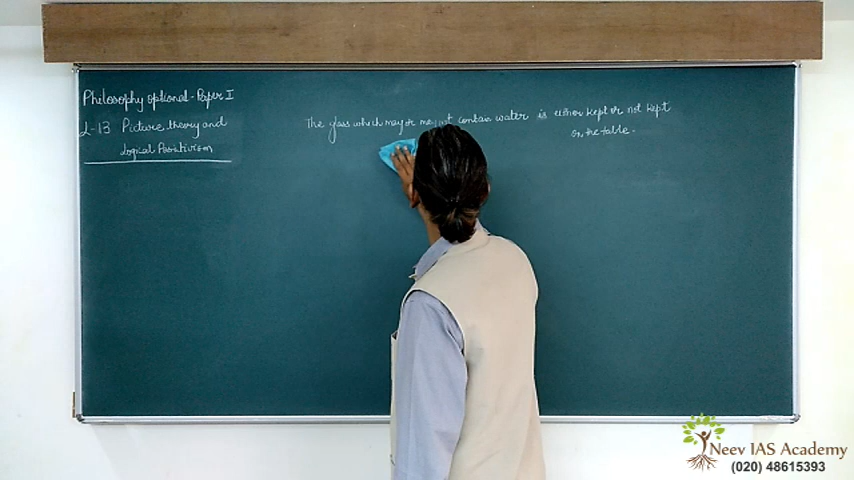 Philosophy optional - Paper I
L-13 Picture theory and
Logical Positivism
The glass which may or may not contain water is either kept or not kept
on the table.
Neev IAS Academy
(020) 48615393